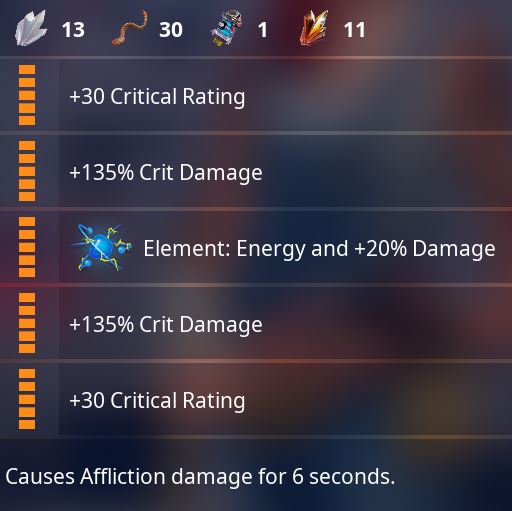 13 30 1 11
+30 Critical Rating
+135% Crit Damage
Element: Energy and +20% Damage
+135% Crit Damage
+30 Critical Rating
Causes Affliction damage for 6 seconds.